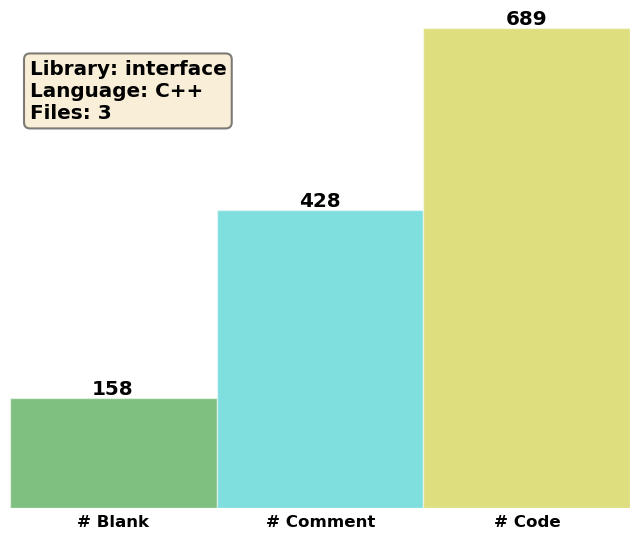 689
Library: interface
Language: C++
Files: 3
428
158
# Blank
# Comment
# Code